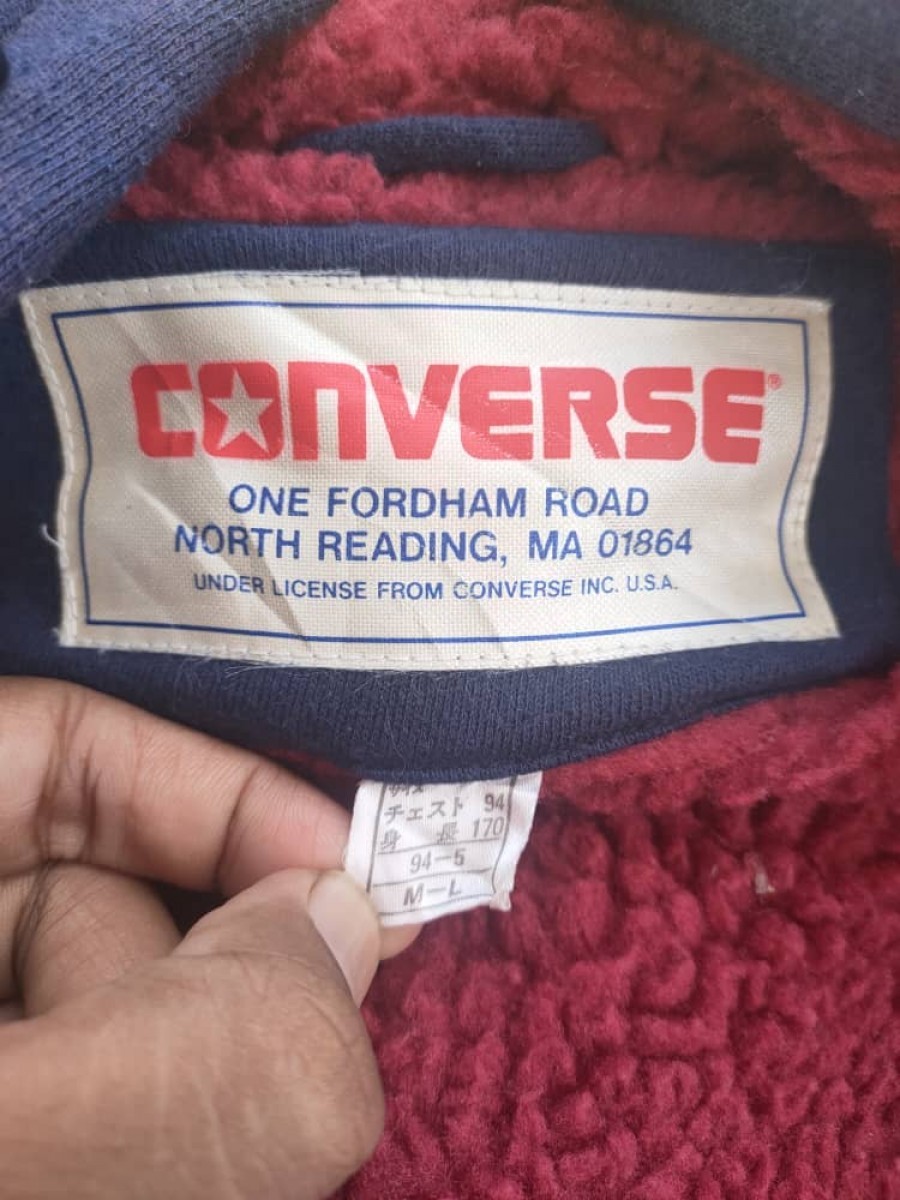 CONVERSE®
ONE FORDHAM ROAD
NORTH READING, MA 01864
UNDER LICENSE FROM CONVERSE INC. U.S.A.
チェスト 94
身 長 170
94-5
M-L